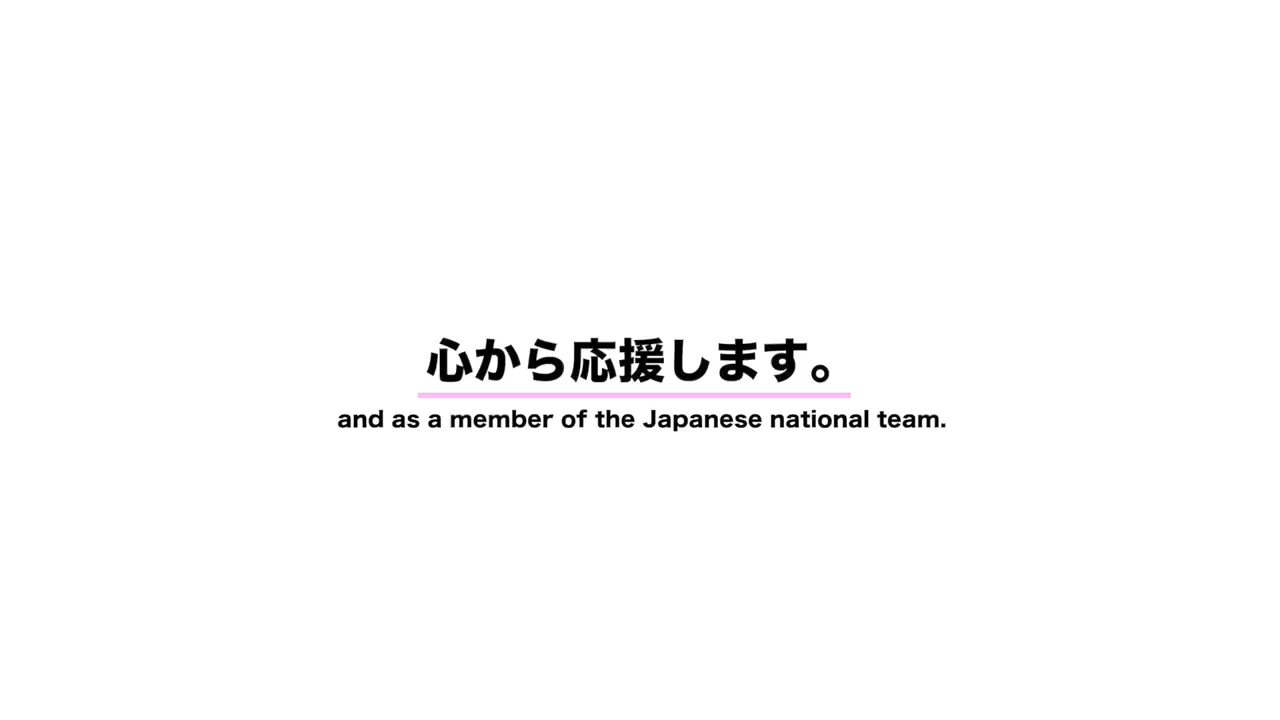 心から応援します。
and as a member of the Japanese national team.